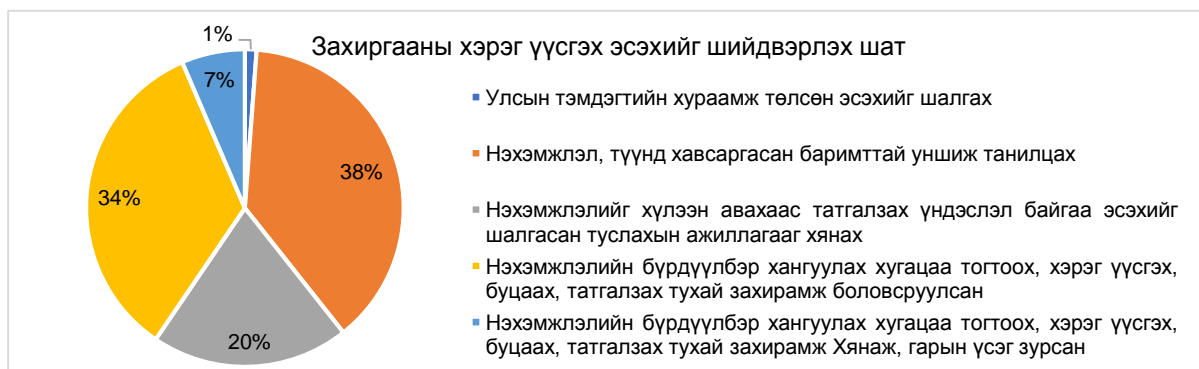 1%
Захиргааны хэрэг үүсгэх эсэхийг шийдвэрлэх шат
7%
Улсын тэмдэгтийн хураамж төлсөн эсэхийг шалгах
38%
Нэхэмжлэл, түүнд хавсаргасан баримттай уншиж танилцах
34%
Нэхэмжлэлийг хүлээн авахаас татгалзах үндэслэл байгаа эсэхийг
шалгасан туслахын ажиллагааг хянах
Нэхэмжлэлийн бүрдүүлбэр хангуулах хугацаа тогтоох, хэрэг үүсгэх,
буцаах, татгалзах тухай захирамж боловсруулсан
Нэхэмжлэлийн бүрдүүлбэр хангуулах хугацаа тогтоох, хэрэг үүсгэх,
буцаах, татгалзах тухай захирамж Хянаж, гарын үсэг зурсан
20%